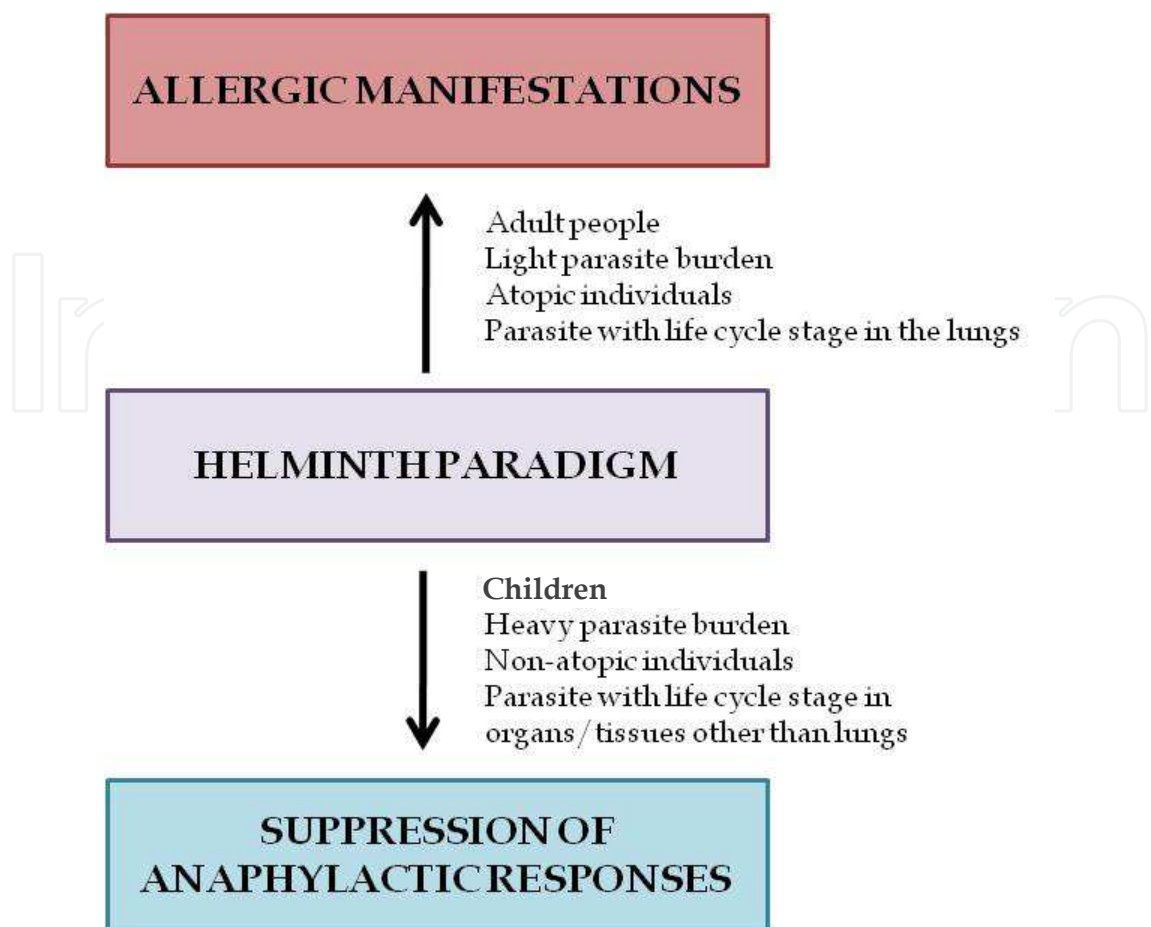 ALLERGIC MANIFESTATIONS
Adult people
Light parasite burden
Atopic individuals
Parasite with life cycle stage in the lungs
HELMINTH PARADIGM
Children
Heavy parasite burden
Non-atopic individuals
Parasite with life cycle stage in
organs/tissues other than lungs
SUPPRESSION OF
ANAPHYLACTIC RESPONSES